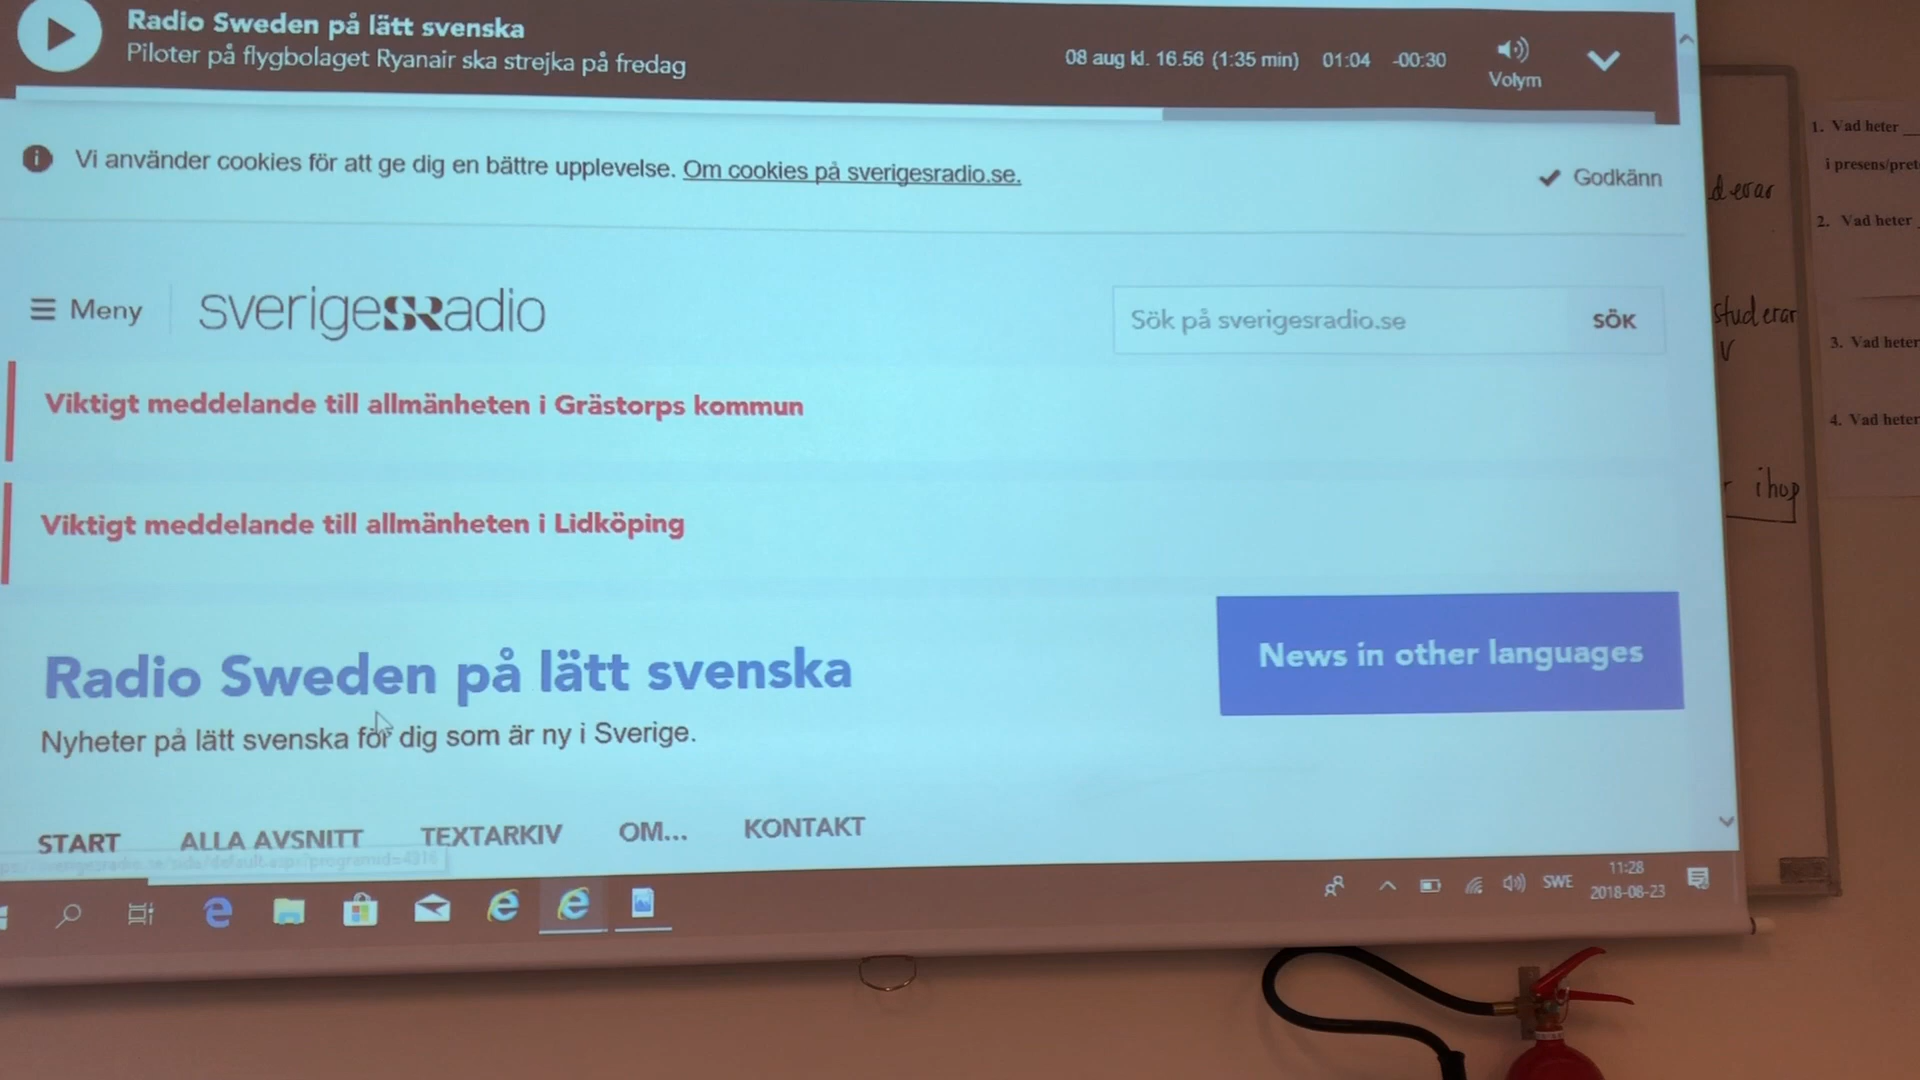 Radio Sweden på lätt svenska
Piloter på flygbolaget Ryanair ska strejka på fredag
08 aug kl. 16.56 (1:35 min) 01:04 -00:30
Volym
Vi använder cookies för att ge dig en bättre upplevelse. Om cookies på sverigesradio.se.
Godkänn
Meny
sverigesradio
Sök på sverigesradio.se
SÖK
Viktigt meddelande till allmänheten i Grästorps kommun
Viktigt meddelande till allmänheten i Lidköping
Radio Sweden på lätt svenska
Nyheter på lätt svenska för dig som är ny i Sverige.
News in other languages
START ALLA AVSNITT TEXTARKIV OM... KONTAKT
SWE
11:28
2018-08-23
derar
studerar
V
ihop
1. Vad heter
i presens/pret
2. Vad heter
3. Vad heter
4. Vad heter